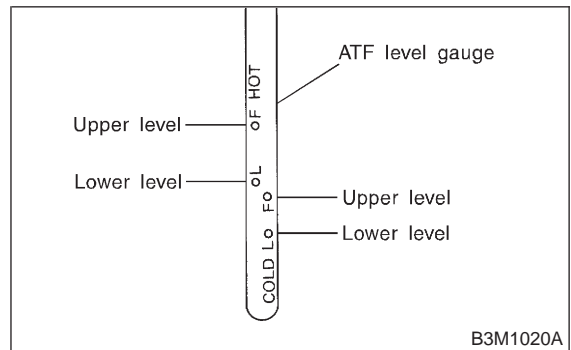 ATF level gauge
F HOT
Upper level
L
Lower level
F
Upper level
L
Lower level
COLD
B3M1020A